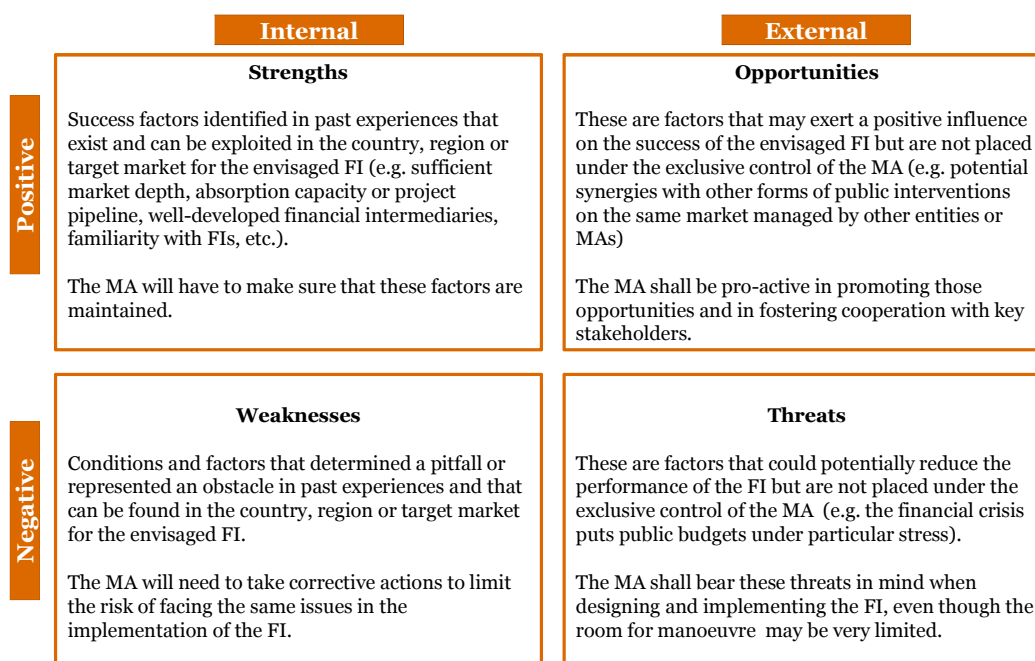 Internal
External
Positive
Strengths
Success factors identified in past experiences that
exist and can be exploited in the country, region or
target market for the envisaged FI (e.g. sufficient
market depth, absorption capacity or project
pipeline, well-developed financial intermediaries,
familiarity with FIs, etc.).
The MA will have to make sure that these factors are
maintained.
Opportunities
These are factors that may exert a positive influence
on the success of the envisaged FI but are not placed
under the exclusive control of the MA (e.g. potential
synergies with other forms of public interventions
on the same market managed by other entities or
MAs)
The MA shall be pro-active in promoting those
opportunities and in fostering cooperation with key
stakeholders.
Negative
Weaknesses
Conditions and factors that determined a pitfall or
represented an obstacle in past experiences and that
can be found in the country, region or target market
for the envisaged FI.
The MA will need to take corrective actions to limit
the risk of facing the same issues in the
implementation of the FI.
Threats
These are factors that could potentially reduce the
performance of the FI but are not placed under the
exclusive control of the MA (e.g. the financial crisis
puts public budgets under particular stress).
The MA shall bear these threats in mind when
designing and implementing the FI, even though the
room for manoeuvre may be very limited.